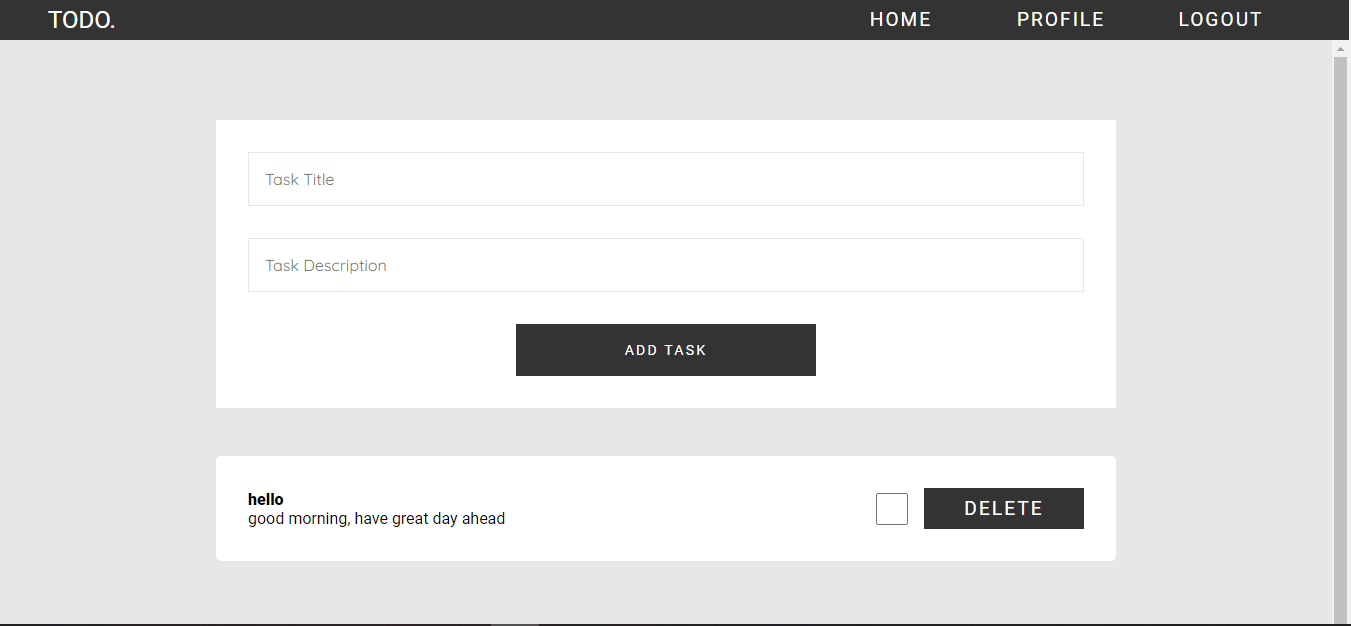 TODO. HOME PROFILE LOGOUT
Task Title
Task Description
ADD TASK
hello
good morning, have great day ahead
DELETE